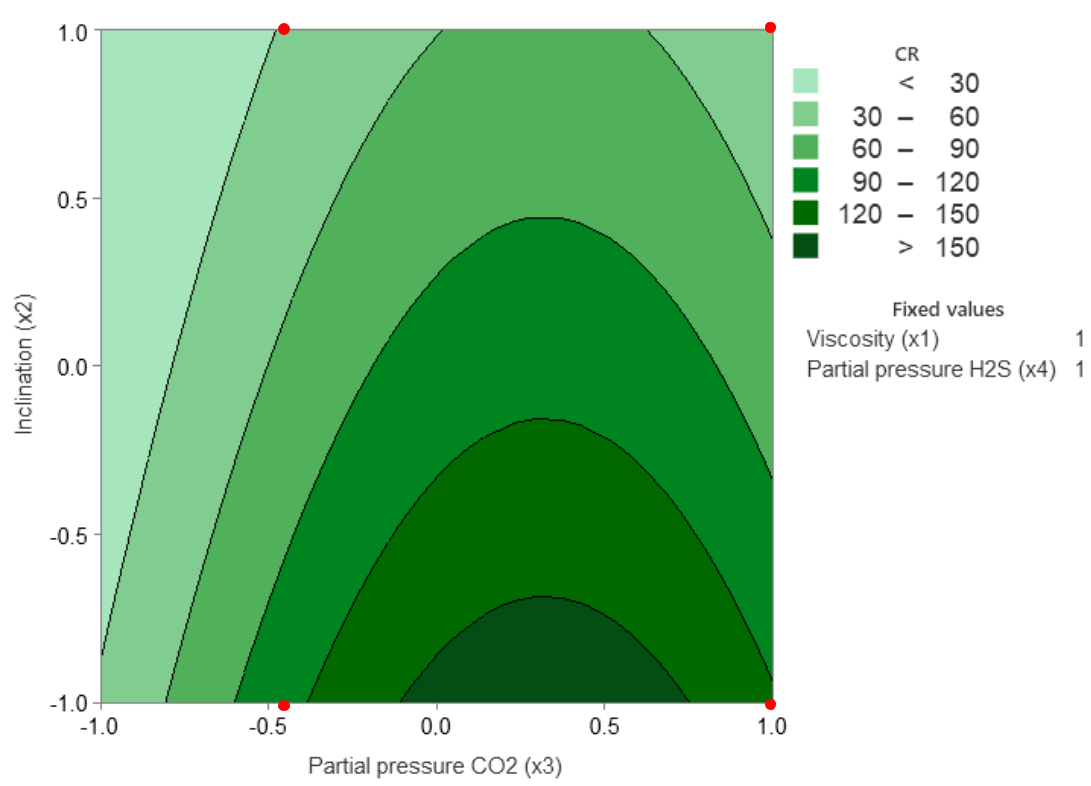 1.0
0.5
0.0
-0.5
-1.0
-1.0
-0.5
0.0
0.5
1.0
Inclination (x2)
Partial pressure CO2 (x3)
CR
< 30
30 – 60
60 – 90
90 – 120
120 – 150
> 150
Fixed values
Viscosity (x1) 1
Partial pressure H2S (x4) 1